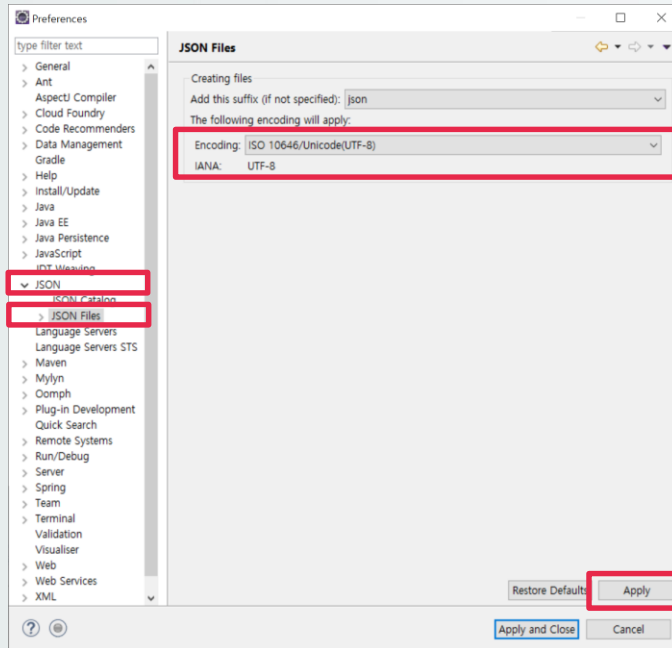 Preferences
type filter text
General
Ant
AspectJ Compiler
Cloud Foundry
Code Recommenders
Data Management
Gradle
Help
Install/Update
Java
Java EE
Java Persistence
JavaScript
JDT Weaving
JSON
JSON Catalog
JSON Files
Language Servers
Language Servers STS
Maven
Mylyn
Oomph
Plug-in Development
Quick Search
Remote Systems
Run/Debug
Server
Spring
Team
Terminal
Validation
Visualiser
Web
Web Services
XML
JSON Files
Creating files
Add this suffix (if not specified): json
The following encoding will apply:
Encoding: ISO 10646/Unicode(UTF-8)
IANA: UTF-8
Restore Defaults Apply
Apply and Close Cancel